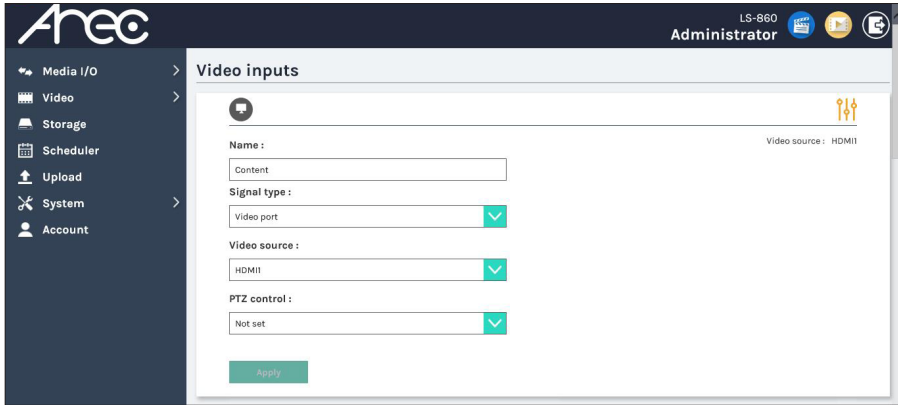 Arec
LS-860
Administrator
Media I/O
Video
Storage
Scheduler
Upload
System
Account
Video inputs
Video source : HDMI1
Name :
Content
Signal type :
Video port
Video source :
HDMI1
PTZ control :
Not set
Apply